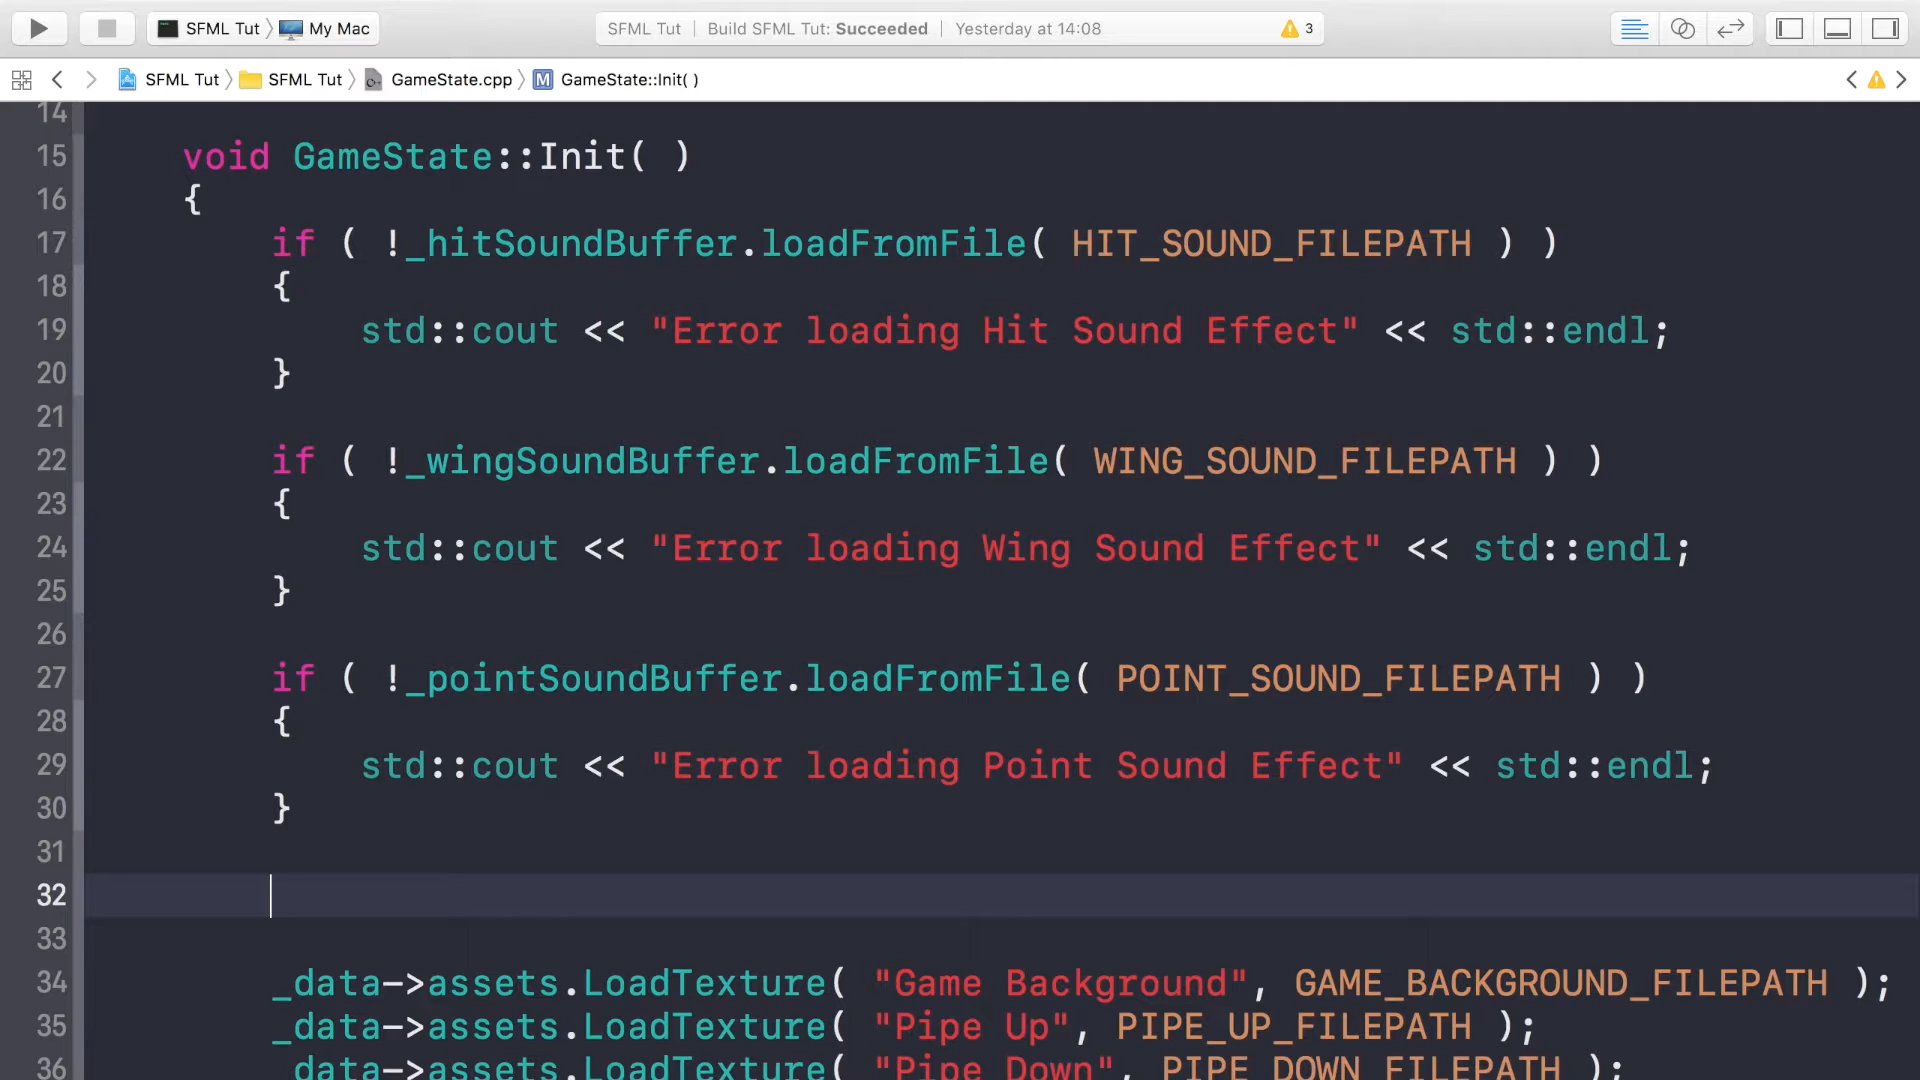 SFML Tut My Mac SFML Tut Build SFML Tut: Succeeded Yesterday at 14:08 3
SFML Tut SFML Tut GameState.cpp M GameState::Init( )
14
15 void GameState::Init( )
16 {
17 if ( !_hitSoundBuffer.loadFromFile( HIT_SOUND_FILEPATH ) )
18 {
19 std::cout << "Error loading Hit Sound Effect" << std::endl;
20 }
21
22 if ( !_wingSoundBuffer.loadFromFile( WING_SOUND_FILEPATH ) )
23 {
24 std::cout << "Error loading Wing Sound Effect" << std::endl;
25 }
26
27 if ( !_pointSoundBuffer.loadFromFile( POINT_SOUND_FILEPATH ) )
28 {
29 std::cout << "Error loading Point Sound Effect" << std::endl;
30 }
31
32
33
34 _data->assets.LoadTexture( "Game Background", GAME_BACKGROUND_FILEPATH );
35 _data->assets.LoadTexture( "Pipe Up", PIPE_UP_FILEPATH );
36 _data->assets.LoadTexture( "Pipe Down", PIPE_DOWN_FILEPATH );